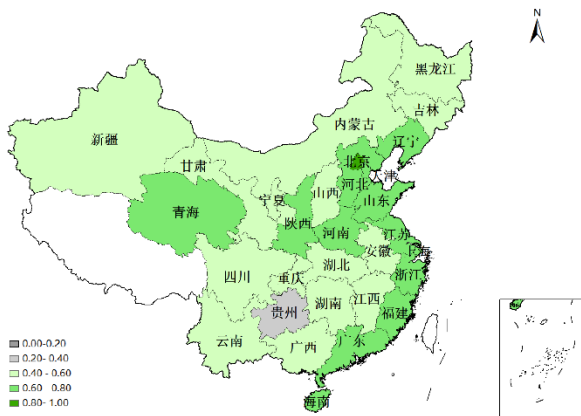 N
黑龙江
吉林
内蒙古
辽宁
新疆
甘肃
北京
天津
河北
宁夏
山西
山东
青海
陕西
河南
江苏
安徽
上海
四川
重庆
湖北
浙江
贵州
湖南
江西
福建
云南
广西
广东
海南
0.00-0.20
0.20 - 0.40
0.40 - 0.60
0.60 0.80
0.80- 1.00